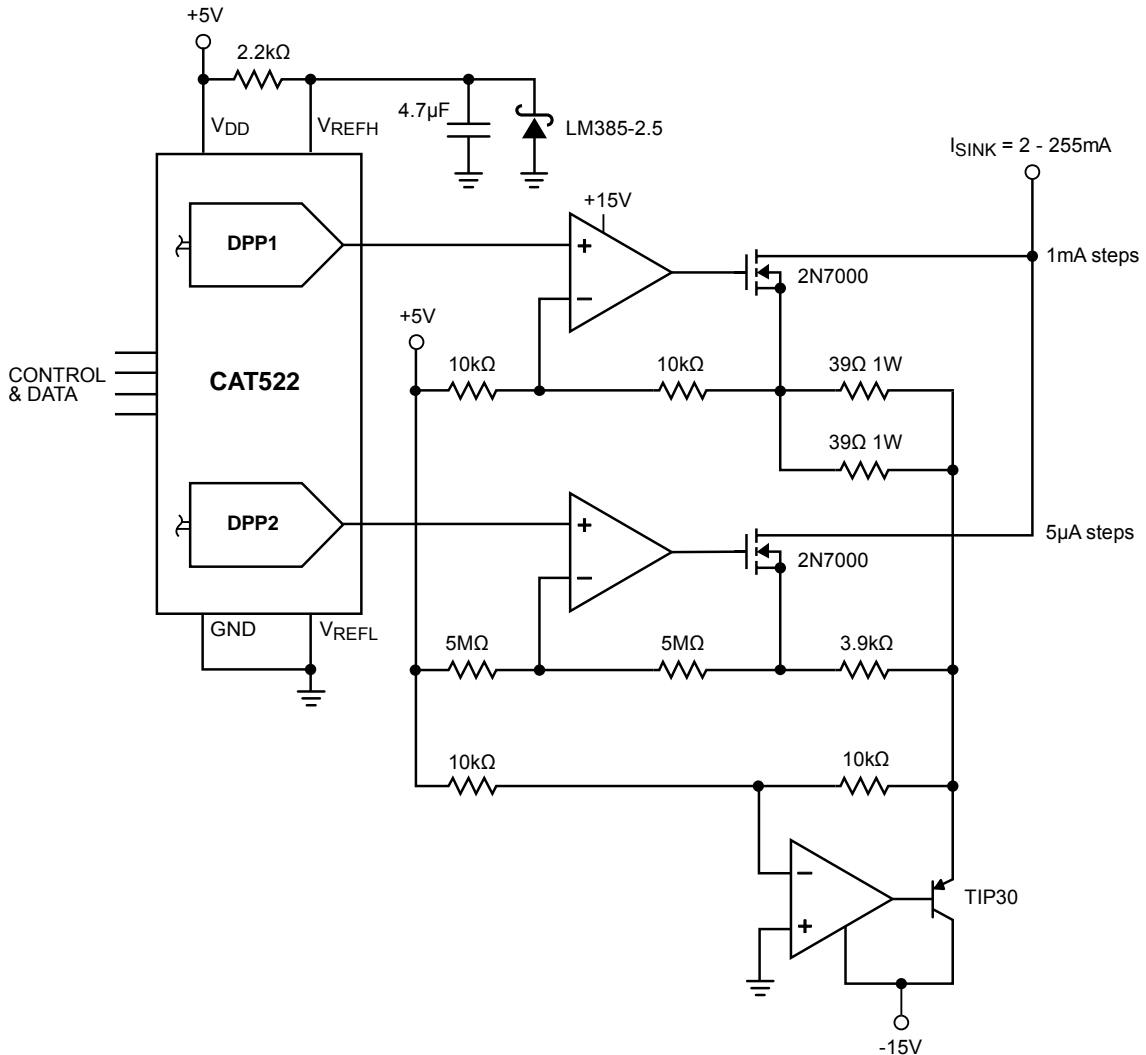 +5V
2.2kΩ
VDD
VREFH
4.7µF
LM385-2.5
ISINK = 2 - 255mA
+15V
DPP1
+
−
2N7000
1mA steps
+5V
10kΩ
10kΩ
39Ω 1W
39Ω 1W
CONTROL
& DATA
CAT522
DPP2
+
−
2N7000
5µA steps
GND
VREFL
5MΩ
5MΩ
3.9kΩ
10kΩ
10kΩ
−
+
TIP30
-15V